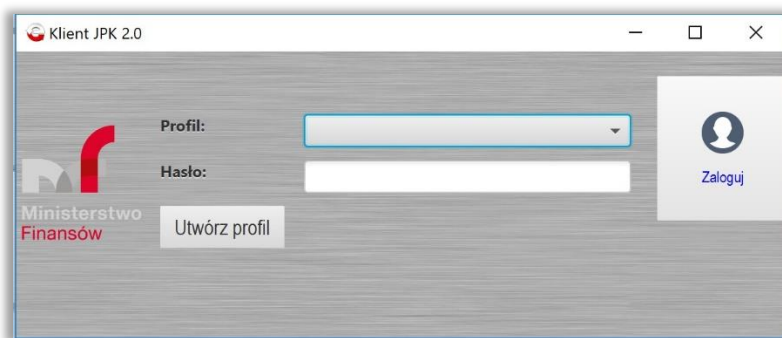 Klient JPK 2.0
Profil:
Hasło:
Zaloguj
Ministerstwo
Finansów
Utwórz profil